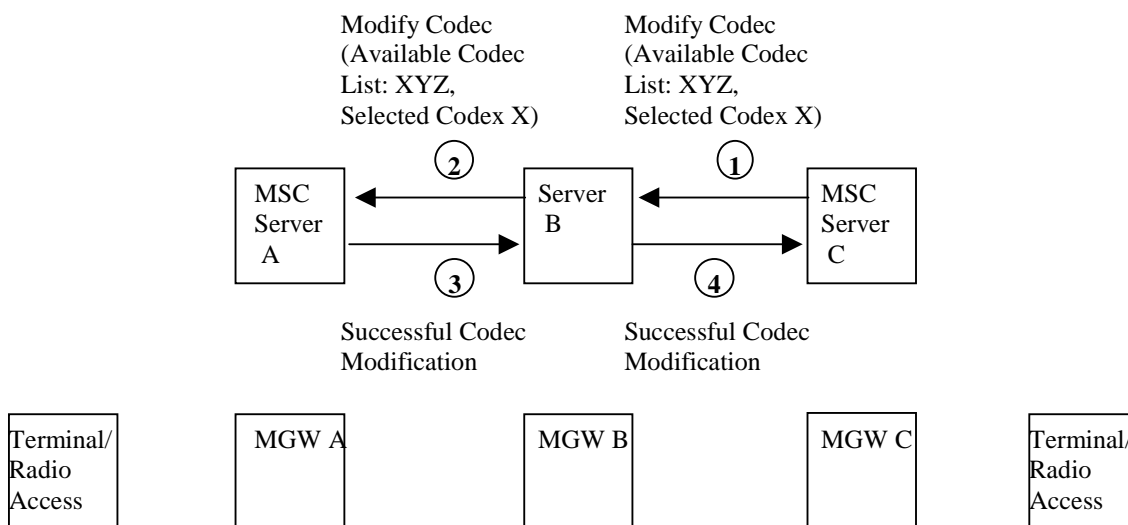 Modify Codec
(Available Codec
List: XYZ,
Selected Codex X)
Modify Codec
(Available Codec
List: XYZ,
Selected Codex X)
2
1
MSC
Server
A
Server
B
MSC
Server
C
3
4
Successful Codec
Modification
Successful Codec
Modification
Terminal/
Radio
Access
MGW A
MGW B
MGW C
Terminal/
Radio
Access